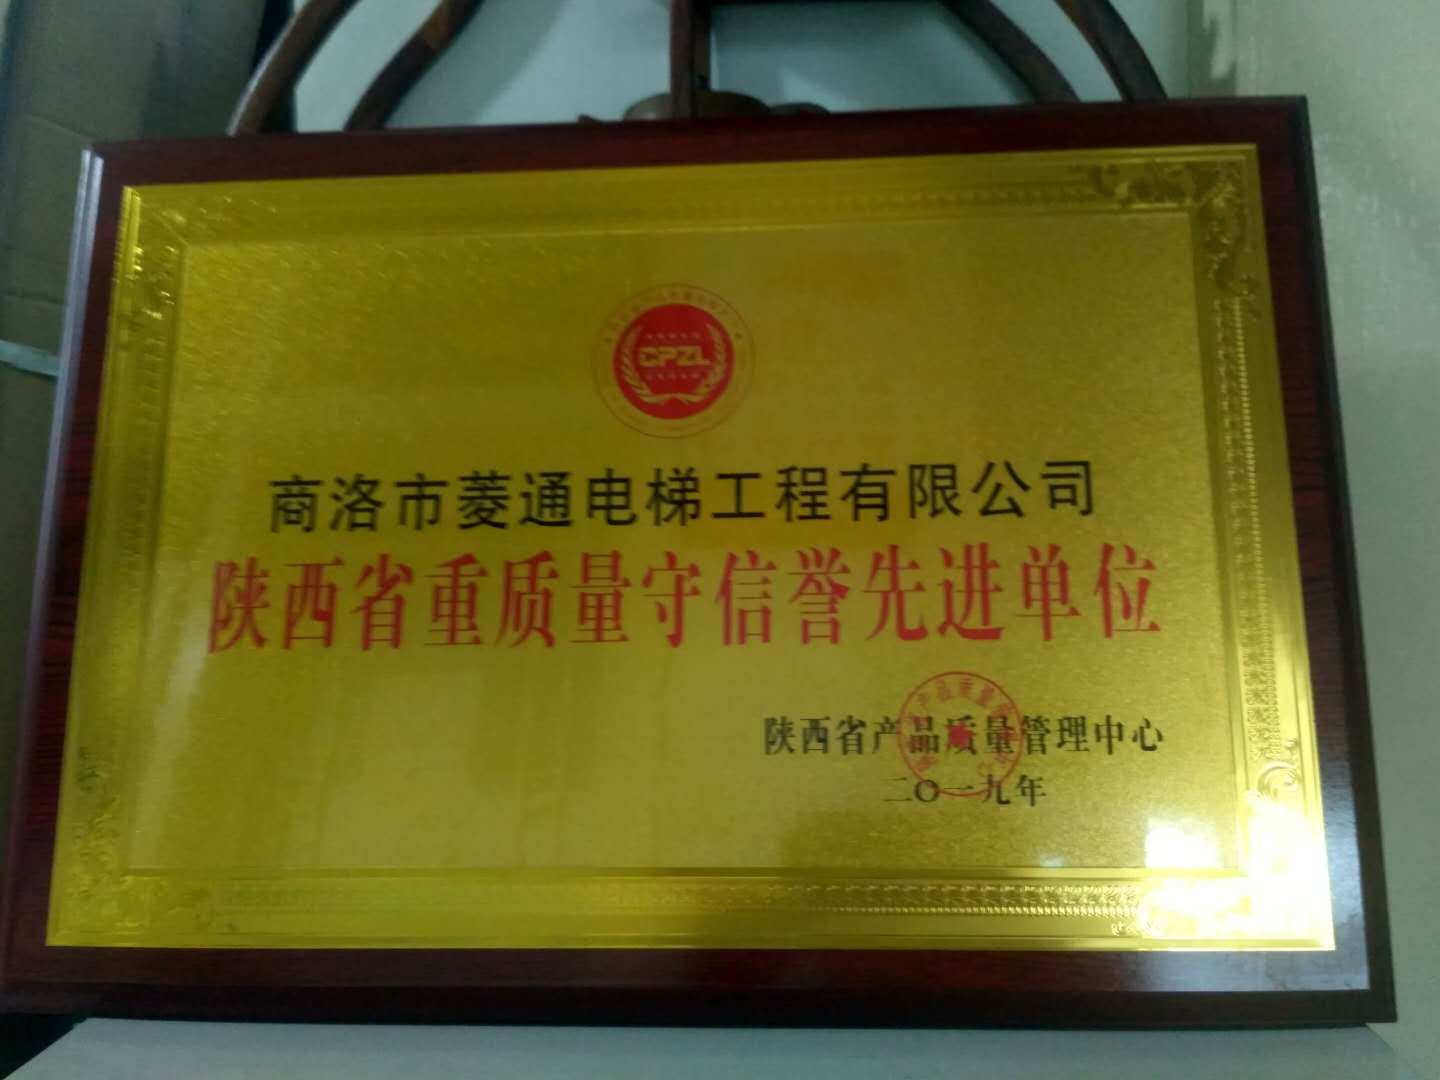 CPZL
商洛市菱通电梯工程有限公司
陕西省重质量守信誉先进单位
陕西省产品质量管理中心
二〇一九年